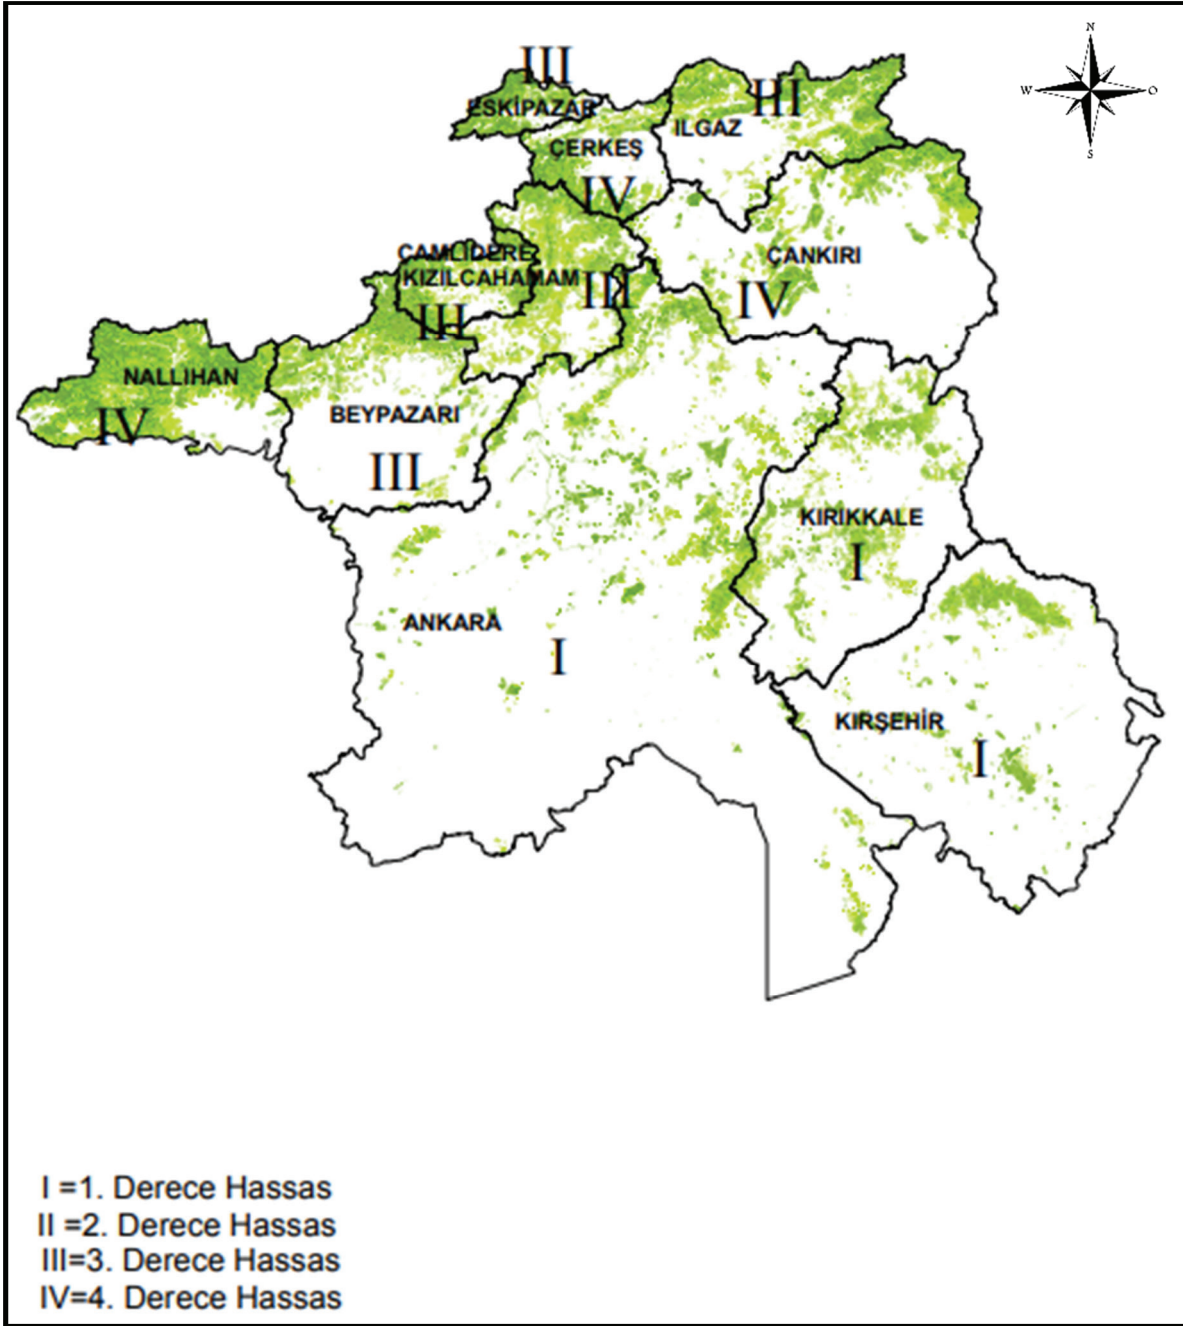 N
W
O
S
III
ESKİPAZAR
III
ILGAZ
ÇERKEŞ
IV
ÇAMLIDERE
KIZILCAHAMAM
III
III
ÇANKIRI
IV
NALLIHAN
IV
BEYPAZARI
III
KIRIKKALE
I
ANKARA
I
KIRŞEHİR
I
I =1. Derece Hassas
II =2. Derece Hassas
III=3. Derece Hassas
IV=4. Derece Hassas